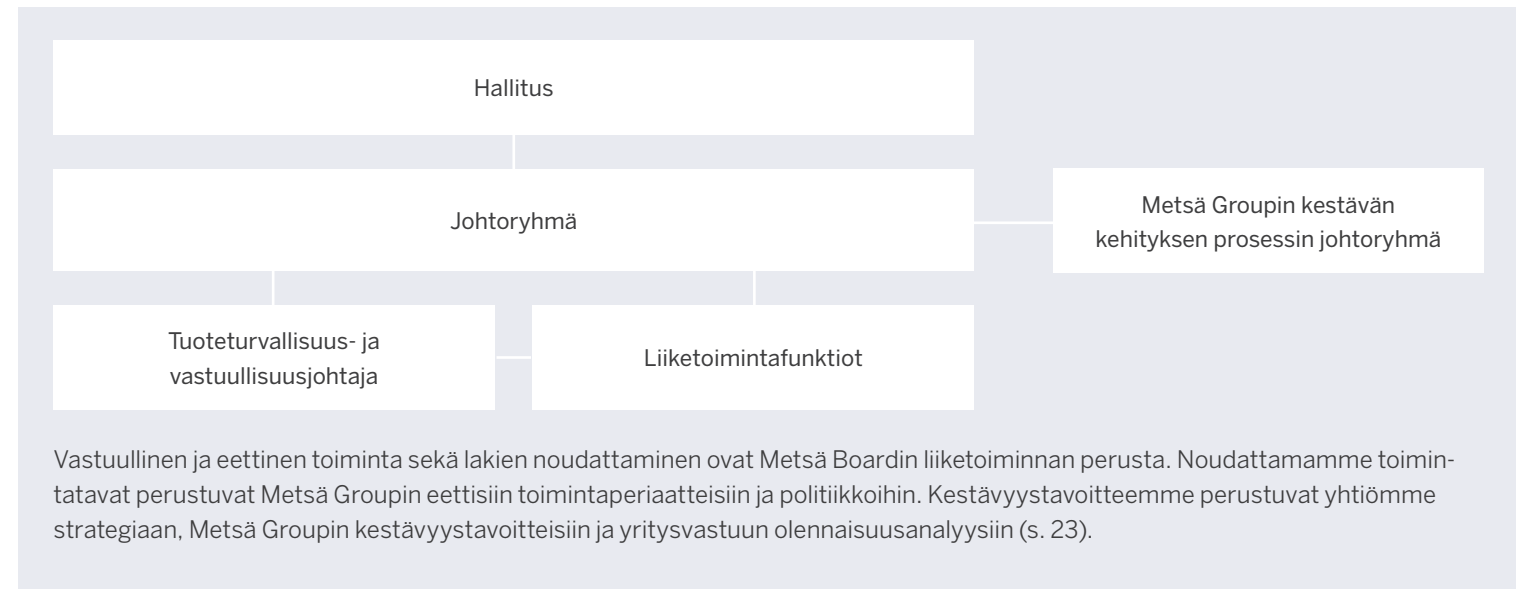 Hallitus
Johtoryhmä
Metsä Groupin kestävän
kehityksen prosessin johtoryhmä
Tuoteturvallisuus- ja
vastuullisuusjohtaja
Liiketoimintafunktiot
Vastuullinen ja eettinen toiminta sekä lakien noudattaminen ovat Metsä Boardin liiketoiminnan perusta. Noudattamamme toimin-
tatavat perustuvat Metsä Groupin eettisiin toimintaperiaatteisiin ja politiikkoihin. Kestävyystavoitteemme perustuvat yhtiömme
strategiaan, Metsä Groupin kestävyystavoitteisiin ja yritysvastuun olennaisuusanalyysiin (s. 23).